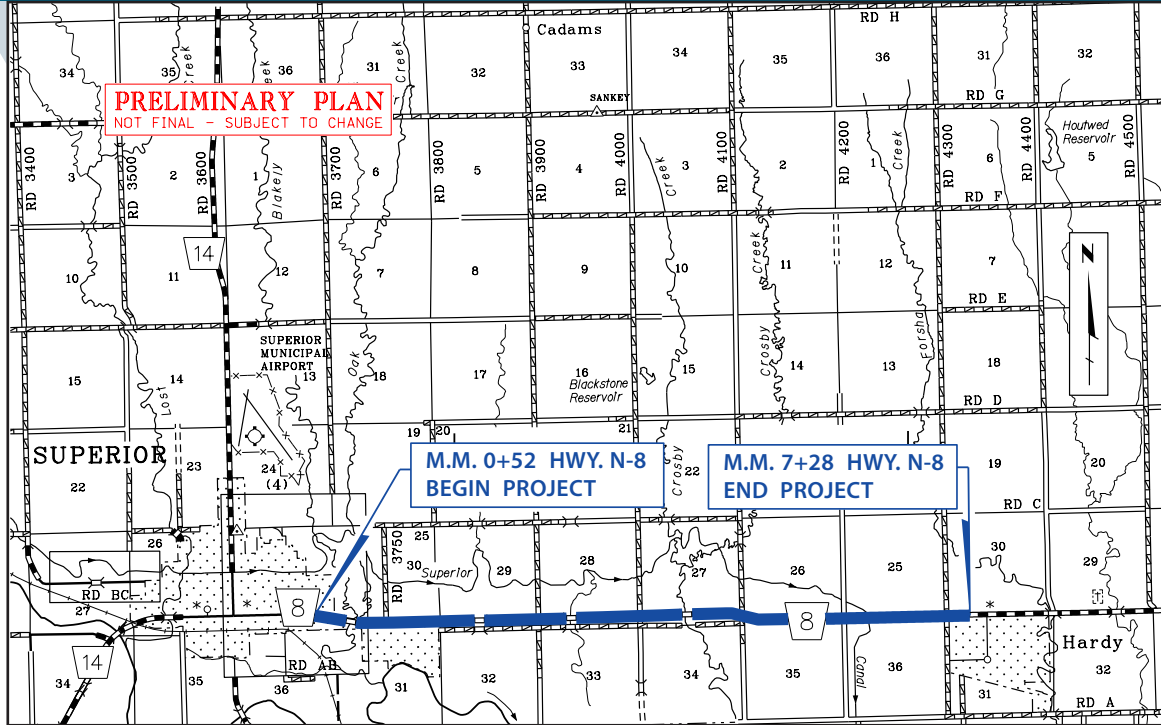 RD H
Cadams
34
35
Creek
36
eek
31
Creek
32
33
34
35
36
31
32
PRELIMINARY PLAN
NOT FINAL - SUBJECT TO CHANGE
SANKEY
RD G
Houtwed
Reservoir
RD 3400
3
RD 3500
2
RD 3600
1
Blakely
RD 3700
6
RD 3800
5
RD 3900
4
RD 4000
Creek
3
RD 4100
2
RD 4200
1
Creek
RD 4300
6
RD 4400
5
RD 4500
RD F
14
10
11
12
7
8
9
10
Creek
11
12
7
N
RD E
SUPERIOR
MUNICIPAL
AIRPORT
15
14
Lost
13
Oak
18
17
16
Blackstone
Reservoir
15
Crosby
14
13
Forsha
18
RD D
19
20
21
SUPERIOR
22
23
24
(4)
M.M. 0+52 HWY. N-8
BEGIN PROJECT
22
Crosby
M.M. 7+28 HWY. N-8
END PROJECT
19
20
RD C
26
RD 3750
25
30
Superior
29
28
27
26
25
30
29
RD BC
27
*
*
8
8
*
T
Hardy
14
34
35
RD AH
36
31
32
33
34
35
Canal
36
31
32
RD A